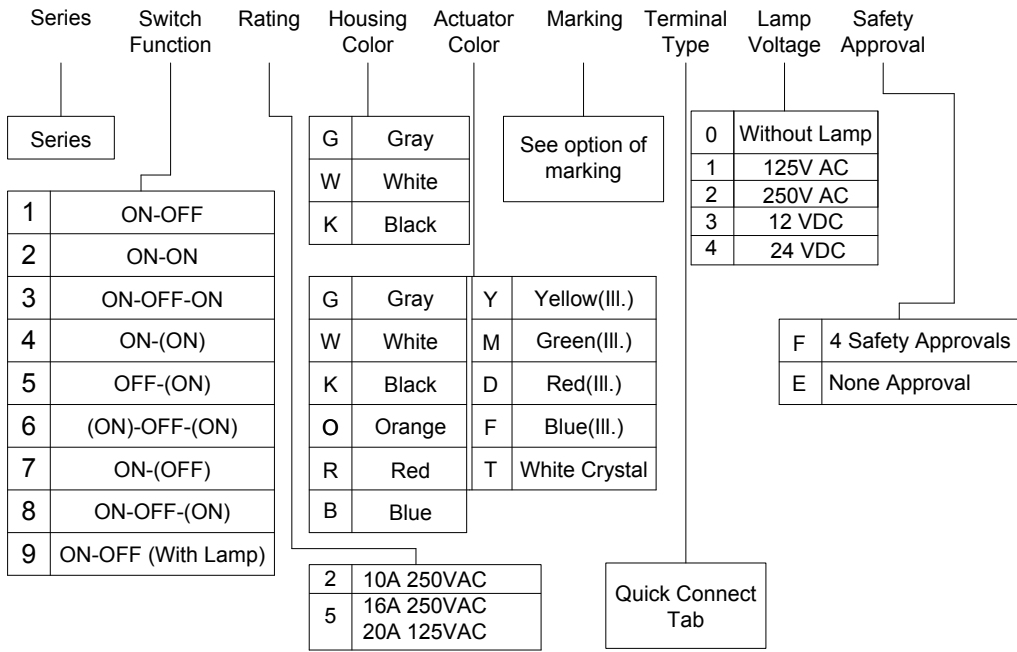 Series
Switch
Function
Rating
Housing
Color
Actuator
Color
Marking
Terminal
Type
Lamp
Voltage
Safety
Approval
Series
1 ON-OFF
2 ON-ON
3 ON-OFF-ON
4 ON-(ON)
5 OFF-(ON)
6 (ON)-OFF-(ON)
7 ON-(OFF)
8 ON-OFF-(ON)
9 ON-OFF (With Lamp)
2 10A 250VAC
5 16A 250VAC
20A 125VAC
G Gray
W White
K Black
G Gray
W White
K Black
O Orange
R Red
B Blue
Y Yellow(Ill.)
M Green(Ill.)
D Red(Ill.)
F Blue(Ill.)
T White Crystal
See option of
marking
Quick Connect
Tab
0 Without Lamp
1 125V AC
2 250V AC
3 12 VDC
4 24 VDC
F 4 Safety Approvals
E None Approval